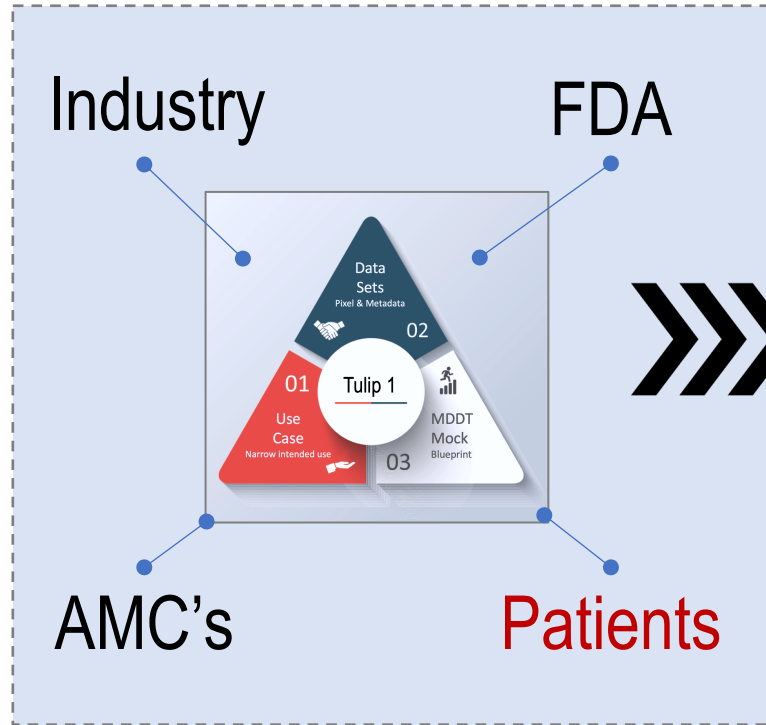 Industry
FDA
Data
Sets
Pixel & Metadata
02
01
Use
Case
Narrow intended use
Tulip 1
MDDT
Mock
Blueprint
03
AMC's
Patients